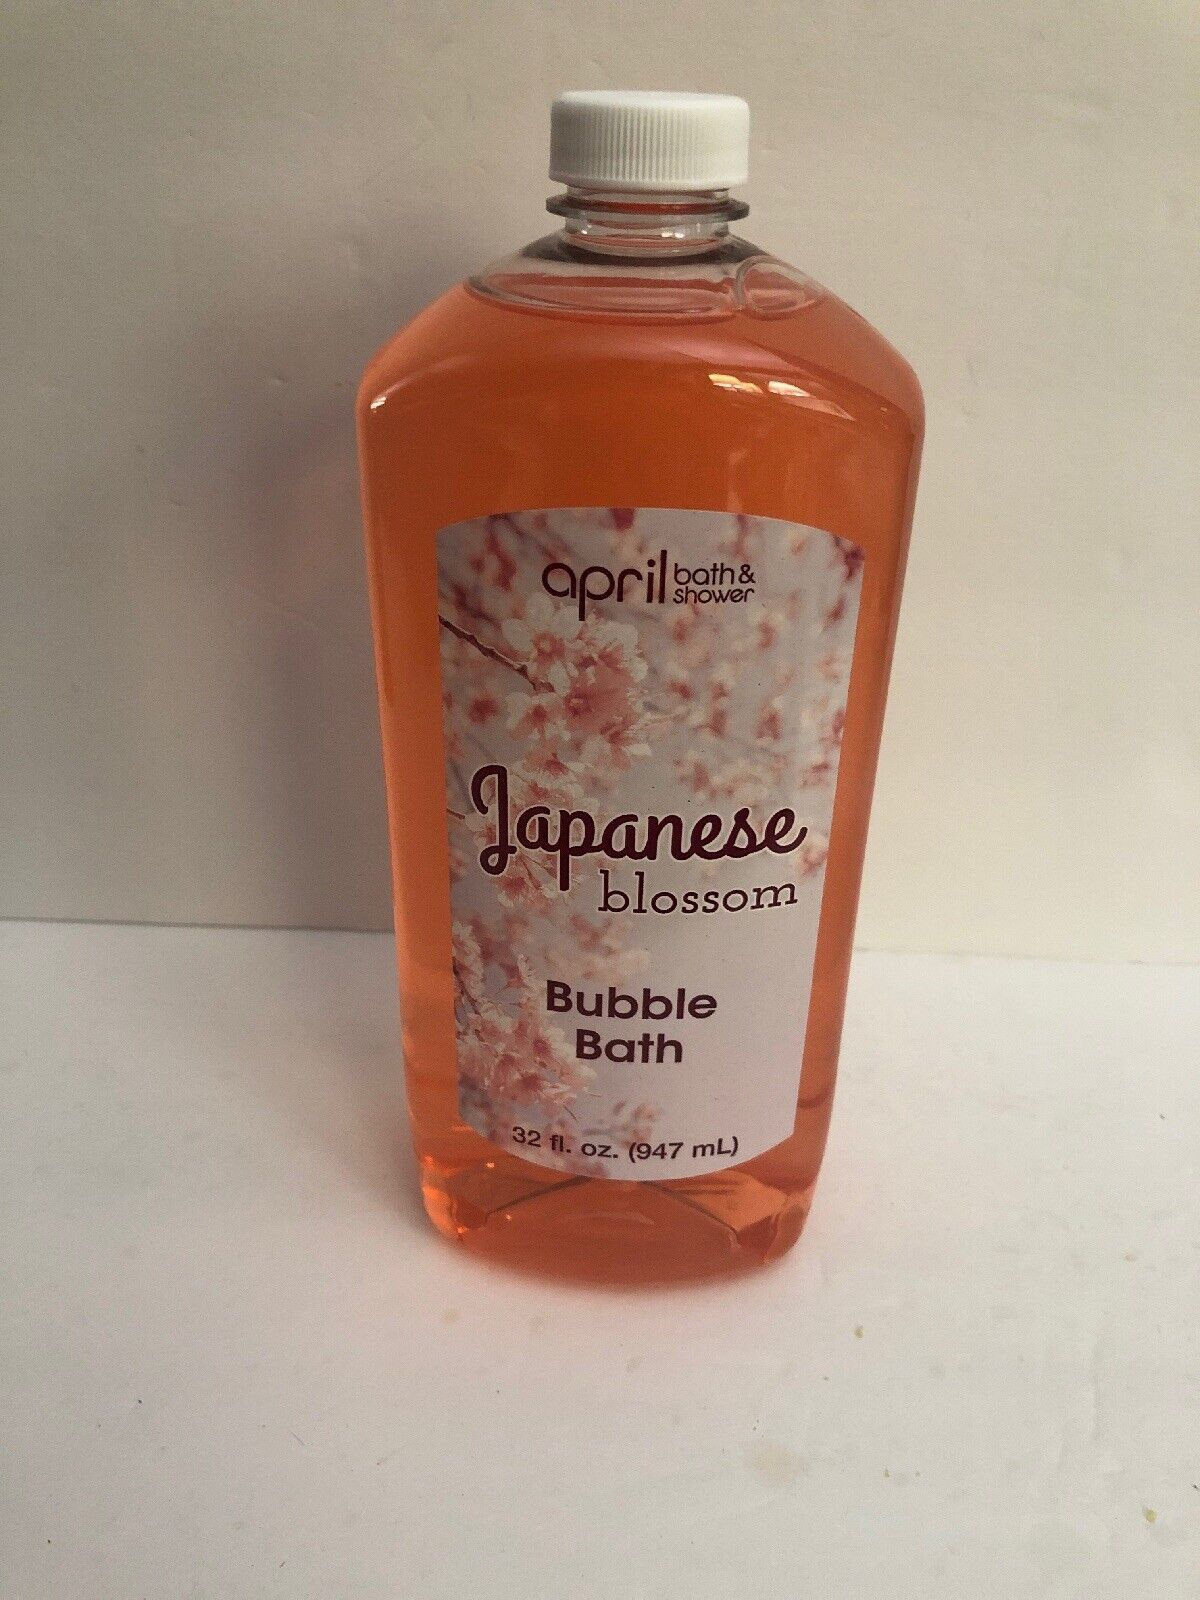 april bath &
shower
Japanese
blossom
Bubble
Bath
32 fl. oz. (947 mL)